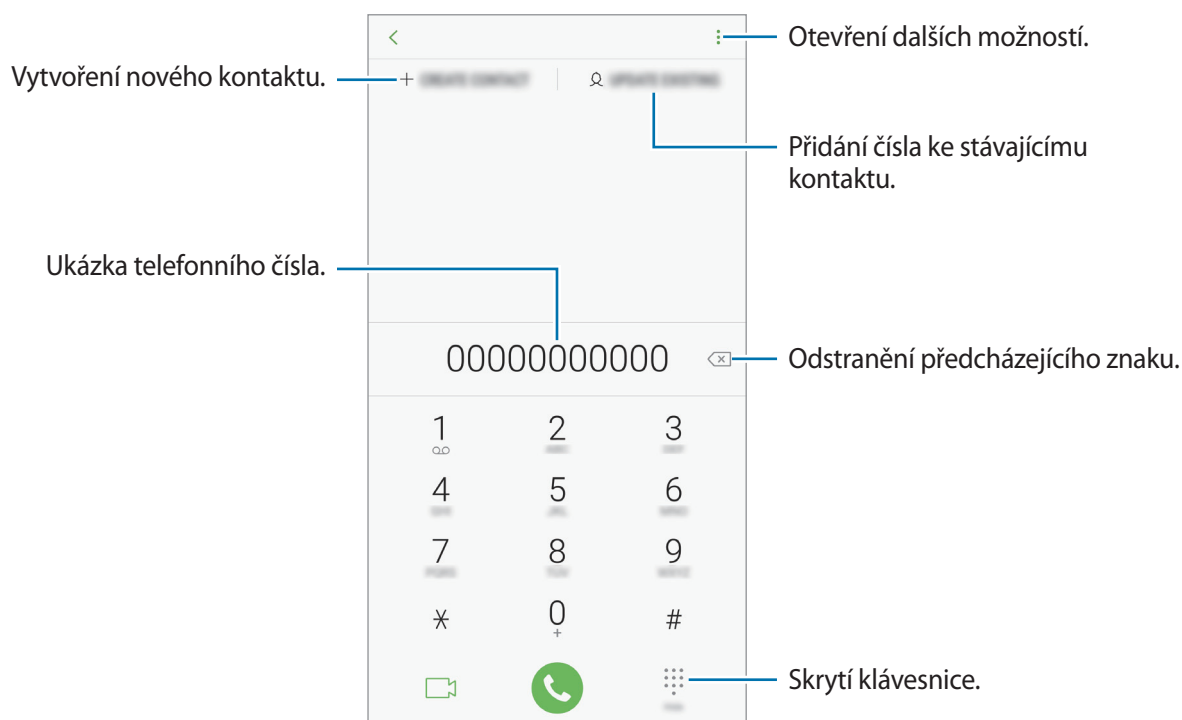 Otevření dalších možností.
Vytvoření nového kontaktu.
Přidání čísla ke stávajícímu
kontaktu.
Ukázka telefonního čísla.
00000000000
Odstranění předcházejícího znaku.
1 2 3
4 5 6
7 8 9
* 0 #
+
Skrytí klávesnice.